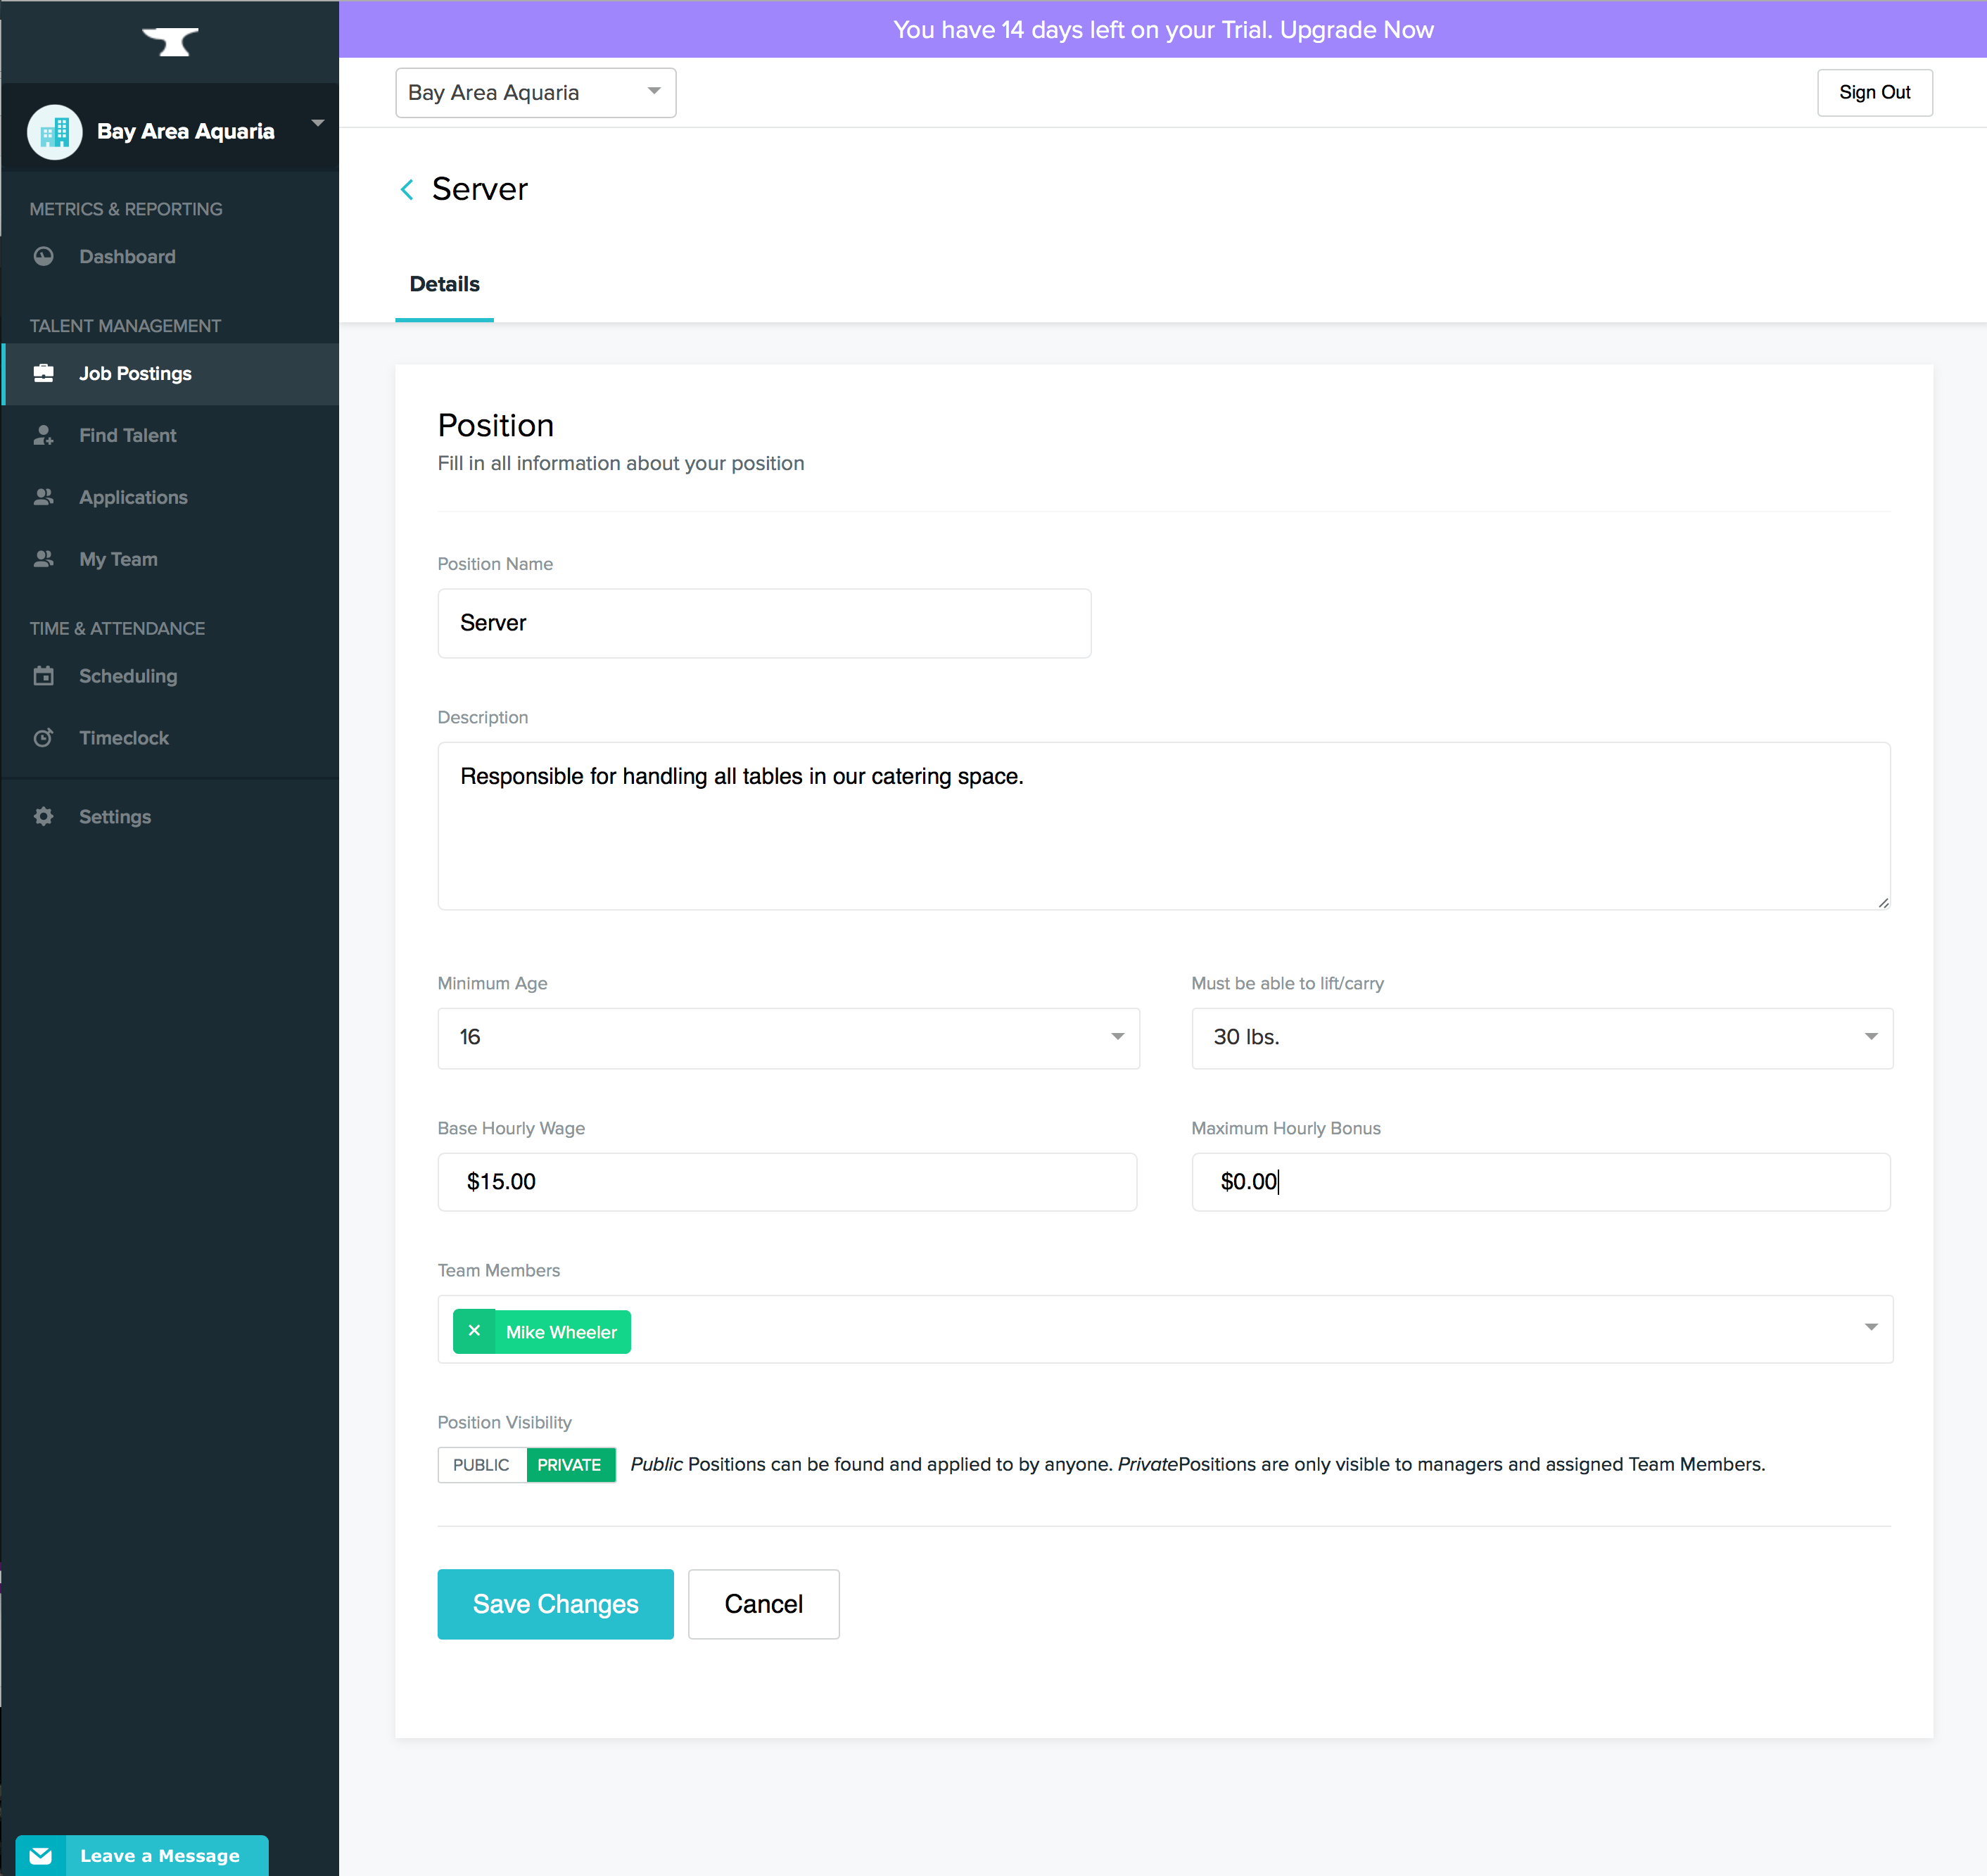 You have 14 days left on your Trial. Upgrade Now
Bay Area Aquaria
Sign Out
Bay Area Aquaria
METRICS & REPORTING
Dashboard
TALENT MANAGEMENT
Job Postings
Find Talent
Applications
My Team
TIME & ATTENDANCE
Scheduling
Timeclock
Settings
Leave a Message
Server
Details
Position
Fill in all information about your position
Position Name
Server
Description
Responsible for handling all tables in our catering space.
Minimum Age
Must be able to lift/carry
16
30 lbs.
Base Hourly Wage
Maximum Hourly Bonus
$15.00
$0.00
Team Members
Mike Wheeler
Position Visibility
PUBLIC PRIVATE Public Positions can be found and applied to by anyone. PrivatePositions are only visible to managers and assigned Team Members.
Save Changes
Cancel